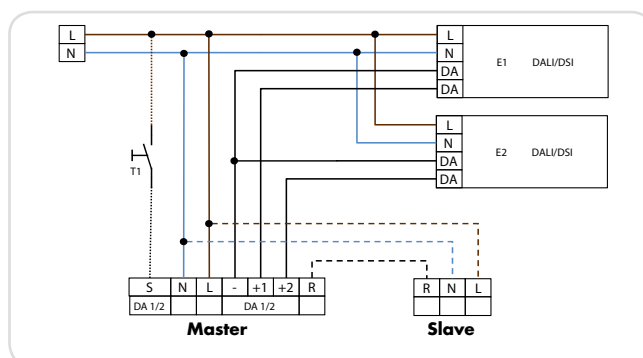 L
N
L
N
DA
DA
E1 DALI/DSI
L
N
DA
DA
E2 DALI/DSI
T1
S N L - +1 +2 R
DA 1/2 DA 1/2
Master
R N L
Slave